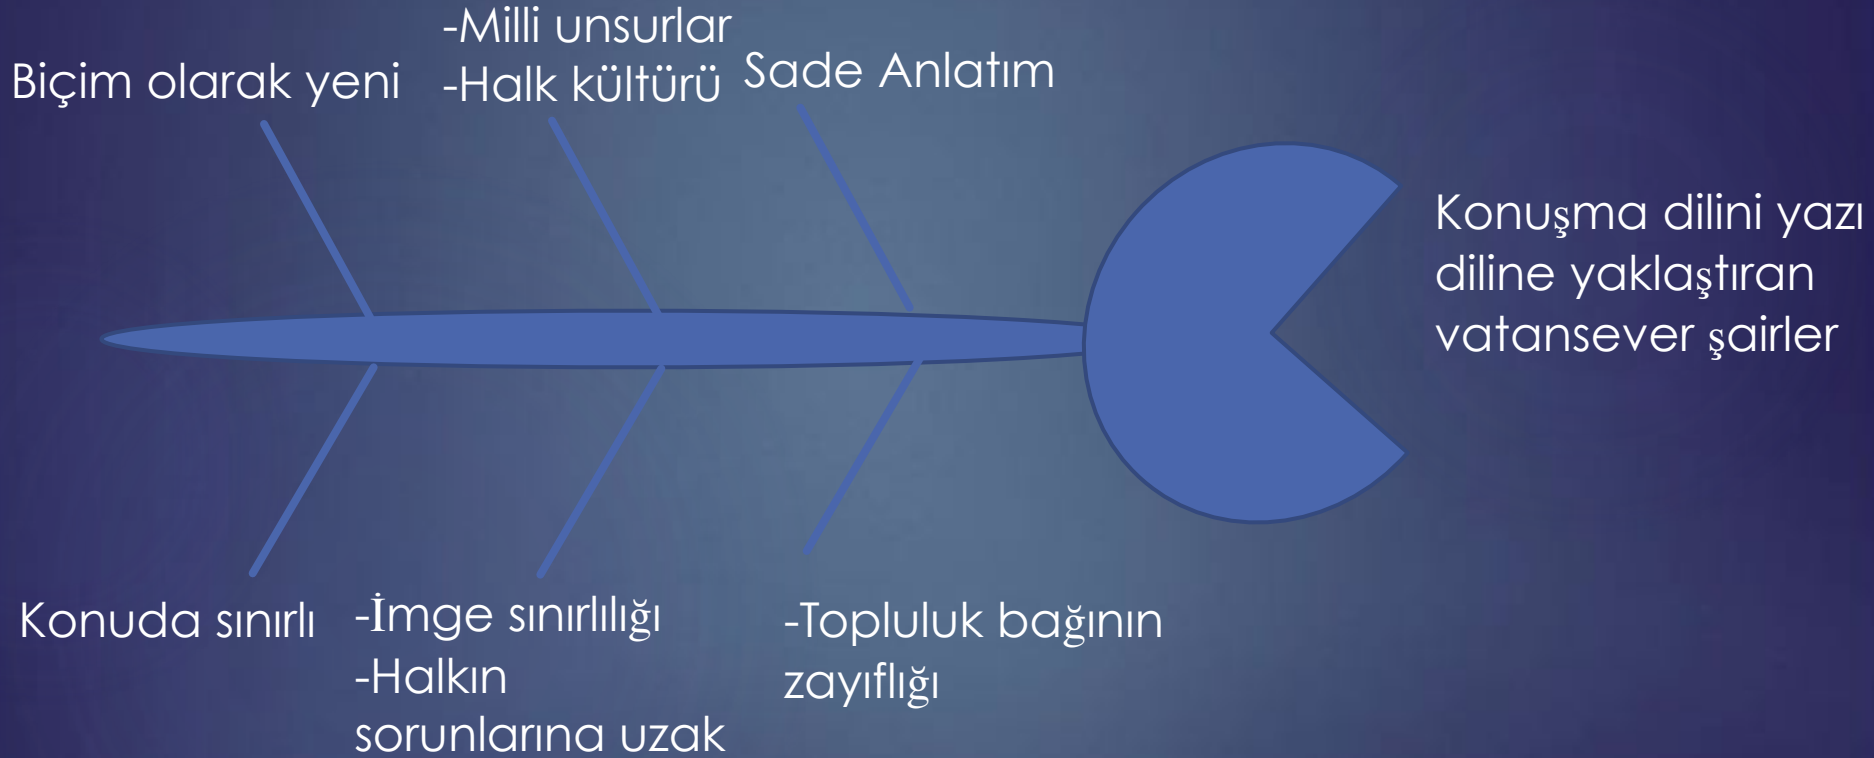 Biçim olarak yeni
-Milli unsurlar
-Halk kültürü
Sade Anlatım
Konuşma dilini yazı
diline yaklaştıran
vatansever şairler
Konuda sınırlı
-İmge sınırlılığı
-Halkın
sorunlarına uzak
-Topluluk bağının
zayıflığı